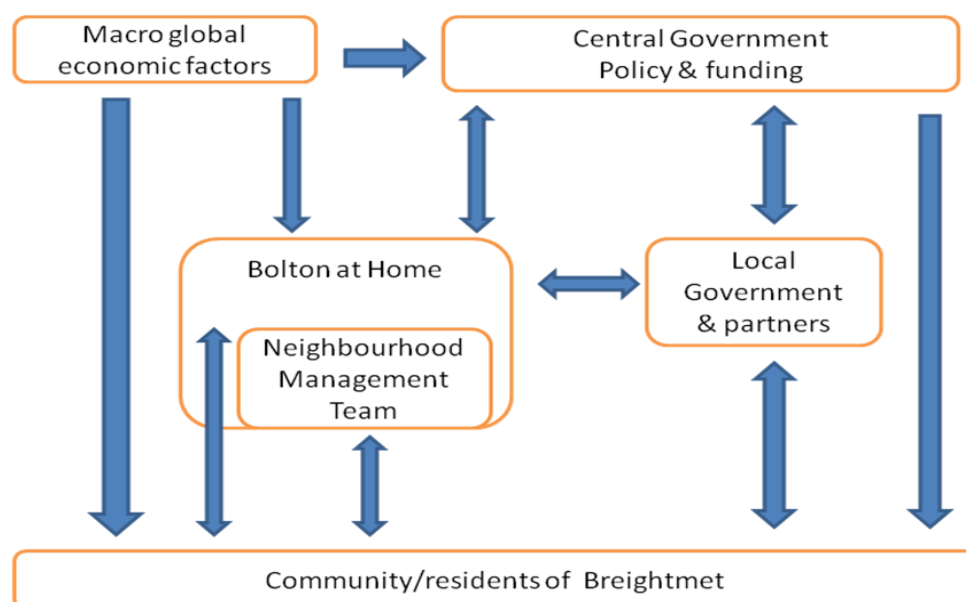 Macro global
economic factors
Central Government
Policy & funding
Bolton at Home
Local
Government
& partners
Neighbourhood
Management
Team
Community/residents of Breightmet